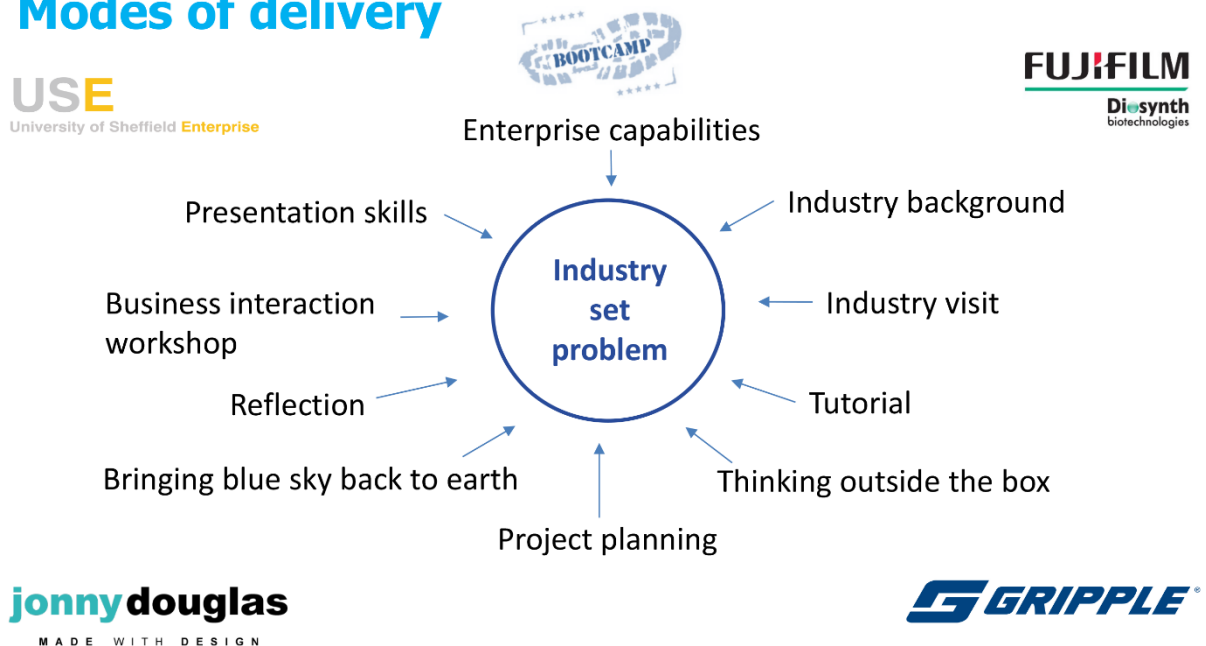 Modes of delivery
BOOTCAMP
USE
University of Sheffield Enterprise
FUJIFILM
Diosynth
biotechnologies
Enterprise capabilities
Presentation skills
Industry background
Business interaction
workshop
Industry
set
problem
Industry visit
Reflection
Tutorial
Bringing blue sky back to earth
Thinking outside the box
Project planning
jonnydouglas
MADE WITH DESIGN
GRIPPLE®